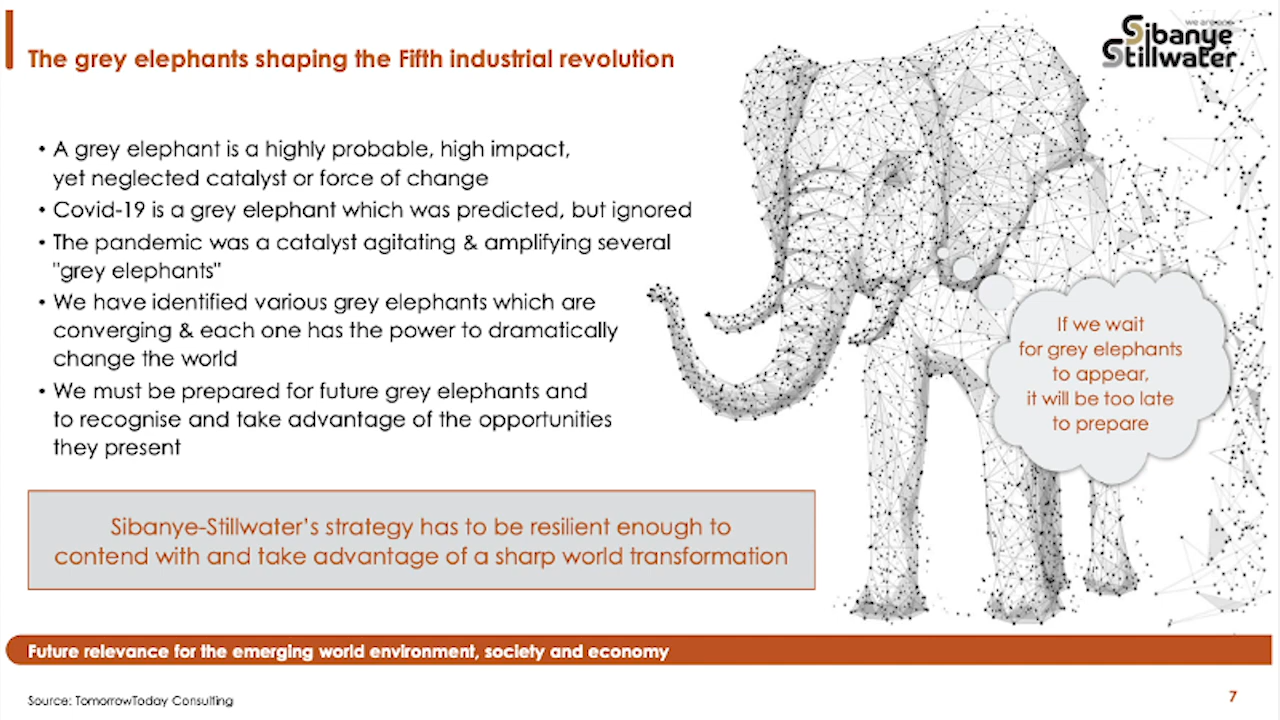 The grey elephants shaping the Fifth industrial revolution
we are one
Sibanye
Stillwater
• A grey elephant is a highly probable, high impact,
yet neglected catalyst or force of change
• Covid-19 is a grey elephant which was predicted, but ignored
• The pandemic was a catalyst agitating & amplifying several
"grey elephants"
• We have identified various grey elephants which are
converging & each one has the power to dramatically
change the world
• We must be prepared for future grey elephants and
to recognise and take advantage of the opportunities
they present
If we wait
for grey elephants
to appear,
it will be too late
to prepare
Sibanye-Stillwater's strategy has to be resilient enough to
contend with and take advantage of a sharp world transformation
Future relevance for the emerging world environment, society and economy
Source: TomorrowToday Consulting
7